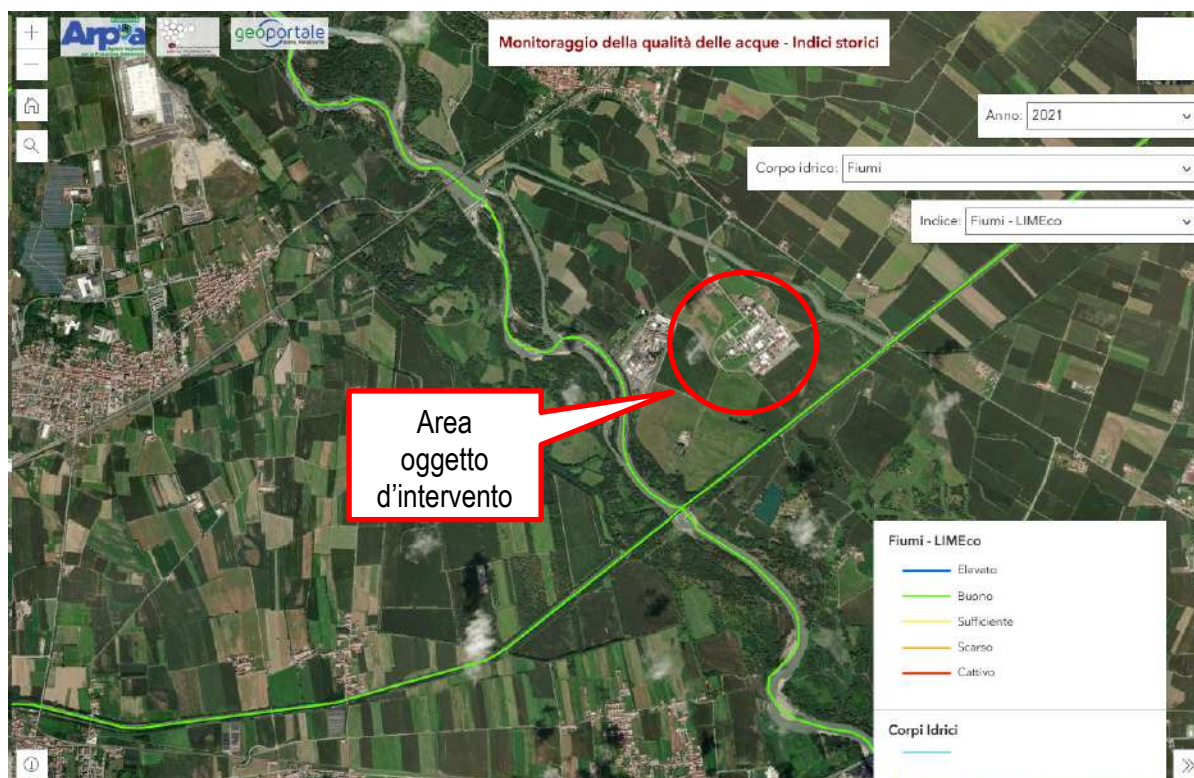 Arpa
geoportale
Monitoraggio della qualità delle acque - Indici storici
Anno: 2021
Corpo idrico: Fiumi
Indice: Fiumi - LIMEco
Area
oggetto
d'intervento
Fiumi - LIMEco
Elevato
Buono
Sufficiente
Scarso
Cattivo
Corpi Idrici